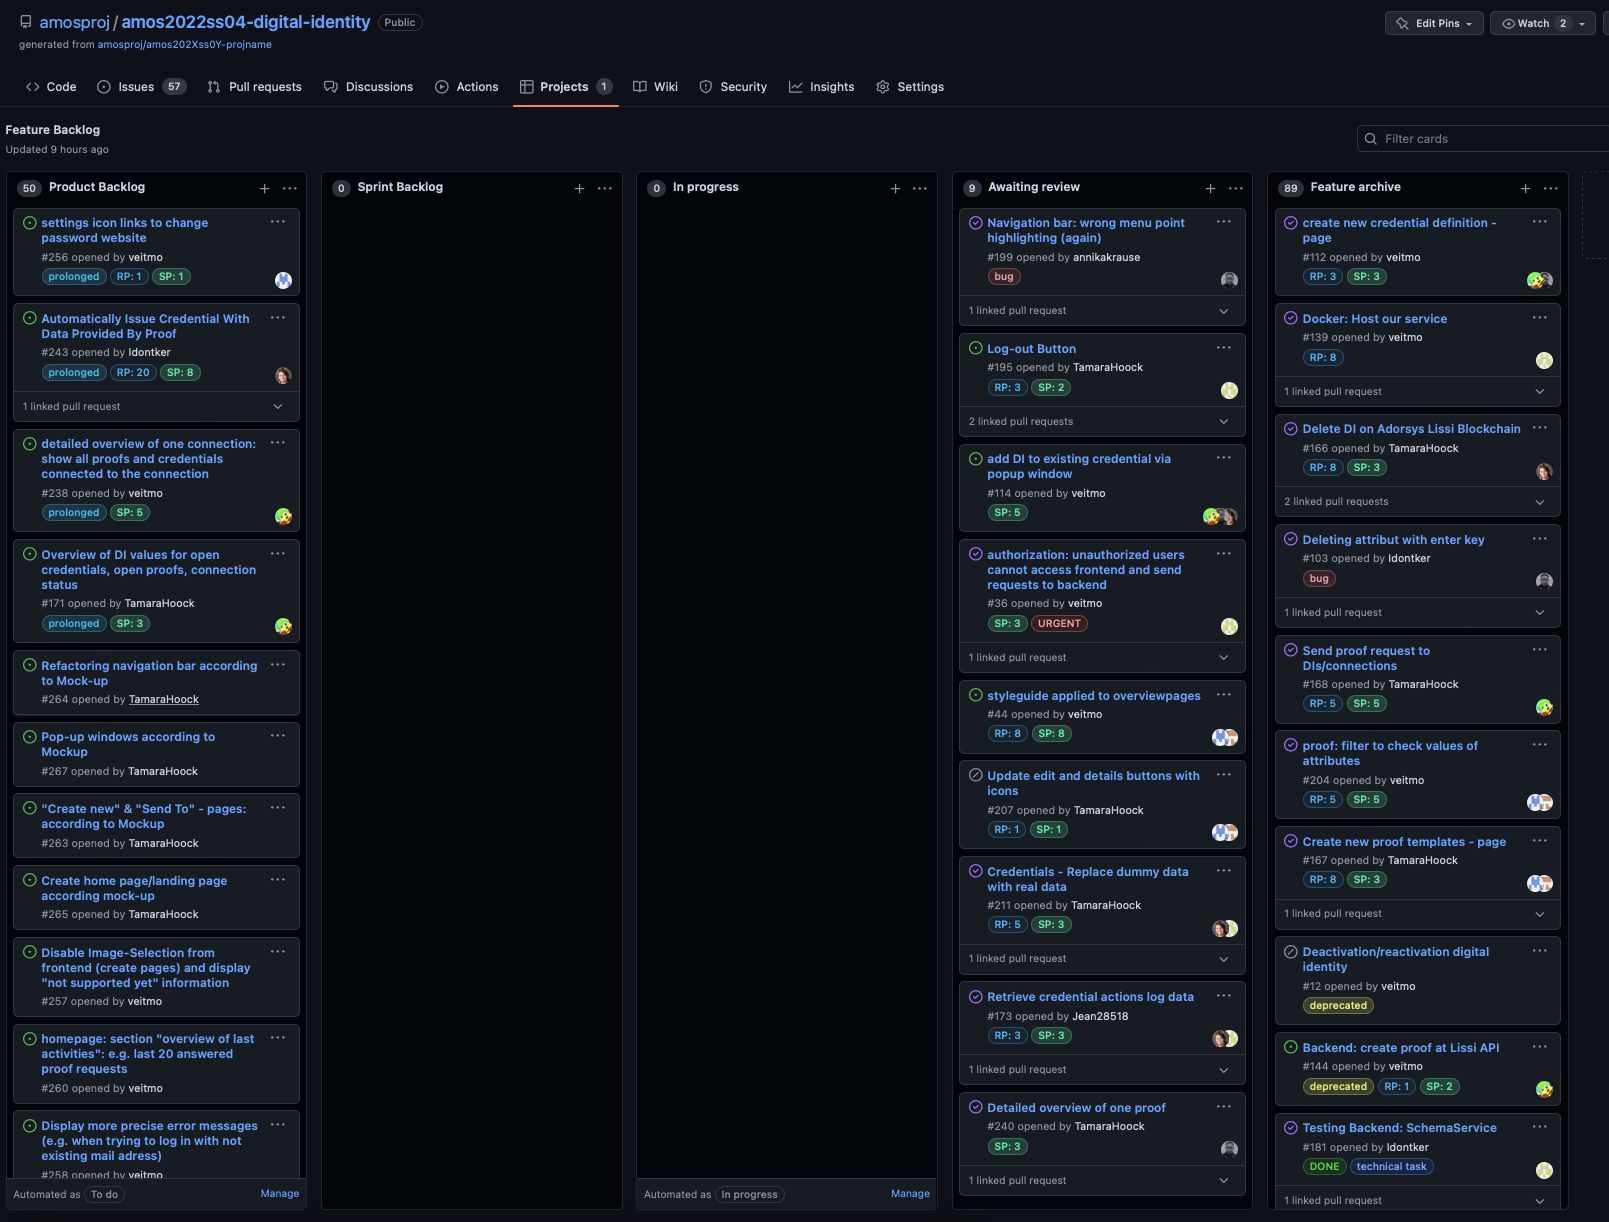 amosproj / amos2022ss04-digital-identity Public
generated from amosproj/amos202Xss0Y-projname
Edit Pins
Watch 2
Code
Issues 57
Pull requests
Discussions
Actions
Projects 1
Wiki
Security
Insights
Settings
Feature Backlog
Updated 9 hours ago
Filter cards
50 Product Backlog
settings icon links to change
password website
#256 opened by veitmo
prolonged RP: 1 SP: 1
Automatically Issue Credential With
Data Provided By Proof
#243 opened by Idontker
prolonged RP: 20 SP: 8
1 linked pull request
detailed overview of one connection:
show all proofs and credentials
connected to the connection
#238 opened by veitmo
prolonged SP: 5
Overview of DI values for open
credentials, open proofs, connection
status
#171 opened by TamaraHoock
prolonged SP: 3
Refactoring navigation bar according
to Mock-up
#264 opened by TamaraHoock
Pop-up windows according to
Mockup
#267 opened by TamaraHoock
"Create new" & "Send To" - pages:
according to Mockup
#263 opened by TamaraHoock
Create home page/landing page
according mock-up
#265 opened by TamaraHoock
Disable Image-Selection from
frontend (create pages) and display
"not supported yet" information
#257 opened by veitmo
homepage: section "overview of last
activities": e.g. last 20 answered
proof requests
#260 opened by veitmo
Display more precise error messages
(e.g. when trying to log in with not
existing mail adress)
#258 opened by veitmo
Automated as To do
Manage
0 Sprint Backlog
0 In progress
Automated as In progress
Manage
9 Awaiting review
Navigation bar: wrong menu point
highlighting (again)
#199 opened by annikakrause
bug
1 linked pull request
Log-out Button
#195 opened by TamaraHoock
RP: 3 SP: 2
2 linked pull requests
add DI to existing credential via
popup window
#114 opened by veitmo
SP: 5
authorization: unauthorized users
cannot access frontend and send
requests to backend
#36 opened by veitmo
SP: 3 URGENT
1 linked pull request
styleguide applied to overviewpages
#44 opened by veitmo
RP: 8 SP: 8
Update edit and details buttons with
icons
#207 opened by TamaraHoock
RP: 1 SP: 1
Credentials - Replace dummy data
with real data
#211 opened by TamaraHoock
RP: 5 SP: 3
1 linked pull request
Retrieve credential actions log data
#173 opened by Jean28518
RP: 3 SP: 3
1 linked pull request
Detailed overview of one proof
#240 opened by TamaraHoock
SP: 3
1 linked pull request
89 Feature archive
create new credential definition -
page
#112 opened by veitmo
RP: 3 SP: 3
Docker: Host our service
#139 opened by veitmo
RP: 8
1 linked pull request
Delete DI on Adorsys Lissi Blockchain
#166 opened by TamaraHoock
RP: 8 SP: 3
2 linked pull requests
Deleting attribut with enter key
#103 opened by Idontker
bug
1 linked pull request
Send proof request to
DIs/connections
#168 opened by TamaraHoock
RP: 5 SP: 5
proof: filter to check values of
attributes
#204 opened by veitmo
RP: 5 SP: 5
Create new proof templates - page
#167 opened by TamaraHoock
RP: 8 SP: 3
1 linked pull request
Deactivation/reactivation digital
identity
#12 opened by veitmo
deprecated
Backend: create proof at Lissi API
#144 opened by veitmo
deprecated RP: 1 SP: 2
Testing Backend: SchemaService
#181 opened by Idontker
DONE technical task
1 linked pull request